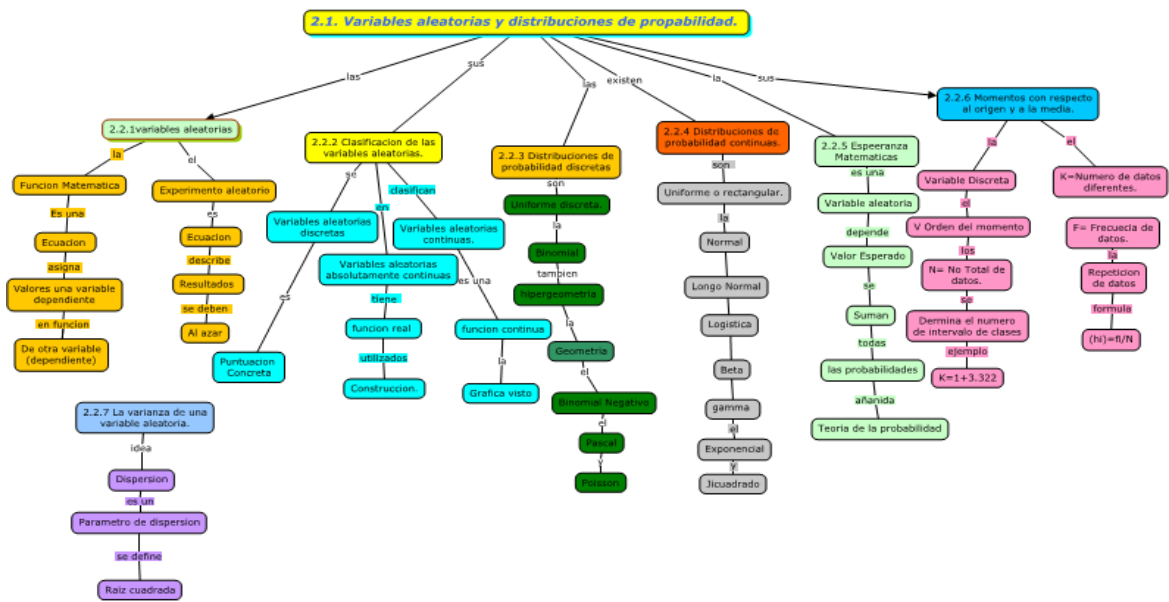 2.1. Variables aleatorias y distribuciones de propabilidad.
las
sus
las
existen
la
sus
2.2.1variables aleatorias
la
el
Funcion Matematica
Es una
Ecuacion
asigna
Valores una variable
dependiente
en funcion
De otra variable
(dependiente)
Experimento aleatorio
es
Ecuacion
describe
Resultados
se deben
Al azar
2.2.2 Clasificacion de las
variables aleatorias.
se
en
clasifican
Variables aleatorias
discretas
es
Puntuacion
Concreta
Variables aleatorias
absolutamente continuas
tiene
funcion real
utilizados
Construccion.
Variables aleatorias
continuas.
es una
funcion continua
la
Grafica visto
2.2.3 Distribuciones de
probabilidad discretas
son
Uniforme discreta.
la
Binomial
tambien
hipergeometria
la
Geometria
el
Binomial Negativo
el
Pascal
y
Poisson
2.2.4 Distribuciones de
probabilidad continuas.
son
Uniforme o rectangular.
la
Normal
Longo Normal
Logistica
Beta
gamma
el
Exponencial
y
Jicuadrado
2.2.5 Espeeranza
Matematicas
es una
Variable aleatoria
depende
Valor Esperado
se
Suman
todas
las probabilidades
añanida
Teoria de la probabilidad
2.2.6 Momentos con respecto
al origen y a la media.
la
el
Variable Discreta
el
V Orden del momento
los
N= No Total de
datos.
se
Dermina el numero
de intervalo de clases
ejemplo
K=1+3.322
K=Numero de datos
diferentes.
F= Frecuecia de
datos.
la
Repeticion
de datos
formula
(hi)=fi/N
2.2.7 La varianza de una
variable aleatoria.
idea
Dispersion
es un
Parametro de dispersion
se define
Raiz cuadrada